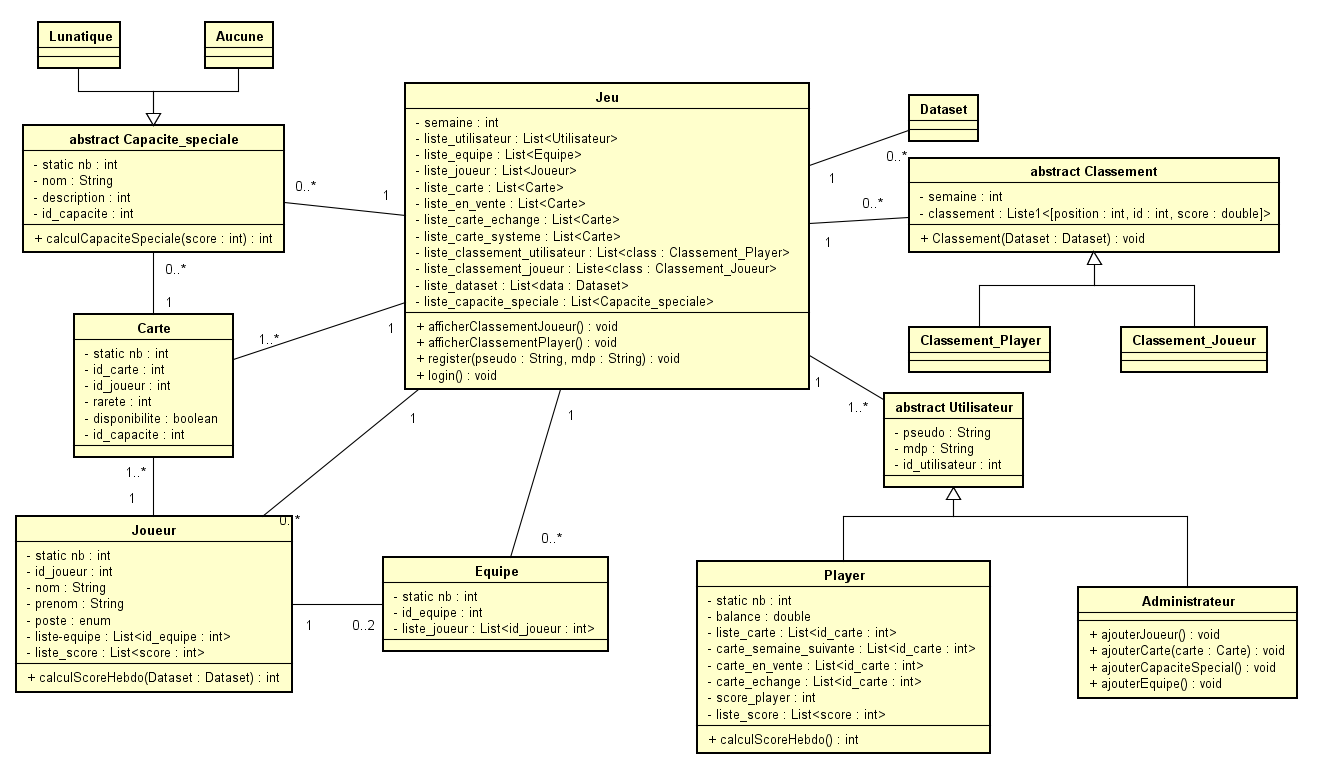 Lunatique
Aucune
abstract Capacite_speciale
- static nb : int
- nom : String
- description : int
- id_capacite : int
+ calculCapaciteSpeciale(score : int) : int
0..*
1
0..*
1
Carte
- static nb : int
- id_carte : int
- id_joueur : int
- rarete : int
- disponibilite : boolean
- id_capacite : int
1..*
1
1..*
1
Joueur
- static nb : int
- id_joueur : int
- nom : String
- prenom : String
- poste : enum
- liste-equipe : List<id_equipe : int>
- liste_score : List<score : int>
+ calculScoreHebdo(Dataset : Dataset) : int
0..*
1
1
0..2
Jeu
- semaine : int
- liste_utilisateur : List<Utilisateur>
- liste_equipe : List<Equipe>
- liste_joueur : List<Joueur>
- liste_carte : List<Carte>
- liste_en_vente : List<Carte>
- liste_carte_echange : List<Carte>
- liste_carte_systeme : List<Carte>
- liste_classement_utilisateur : List<class : Classement_Player>
- liste_classement_joueur : Liste<class : Classement_Joueur>
- liste_dataset : List<data : Dataset>
- liste_capacite_speciale : List<Capacite_speciale>
+ afficherClassementJoueur() : void
+ afficherClassementPlayer() : void
+ register(pseudo : String, mdp : String) : void
+ login() : void
1
0..*
Equipe
- static nb : int
- id_equipe : int
- liste_joueur : List<id_joueur : int>
Dataset
0..*
1
abstract Classement
- semaine : int
- classement : Liste1<[position : int, id : int, score : double]>
+ Classement(Dataset : Dataset) : void
0..*
1
Classement_Player
Classement_Joueur
1
1..*
abstract Utilisateur
- pseudo : String
- mdp : String
- id_utilisateur : int
Player
- static nb : int
- balance : double
- liste_carte : List<id_carte : int>
- carte_semaine_suivante : List<id_carte : int>
- carte_en_vente : List<id_carte : int>
- carte_echange : List<id_carte : int>
- score_player : int
- liste_score : List<score : int>
+ calculScoreHebdo() : int
Administrateur
+ ajouterJoueur() : void
+ ajouterCarte(carte : Carte) : void
+ ajouterCapaciteSpecial() : void
+ ajouterEquipe() : void